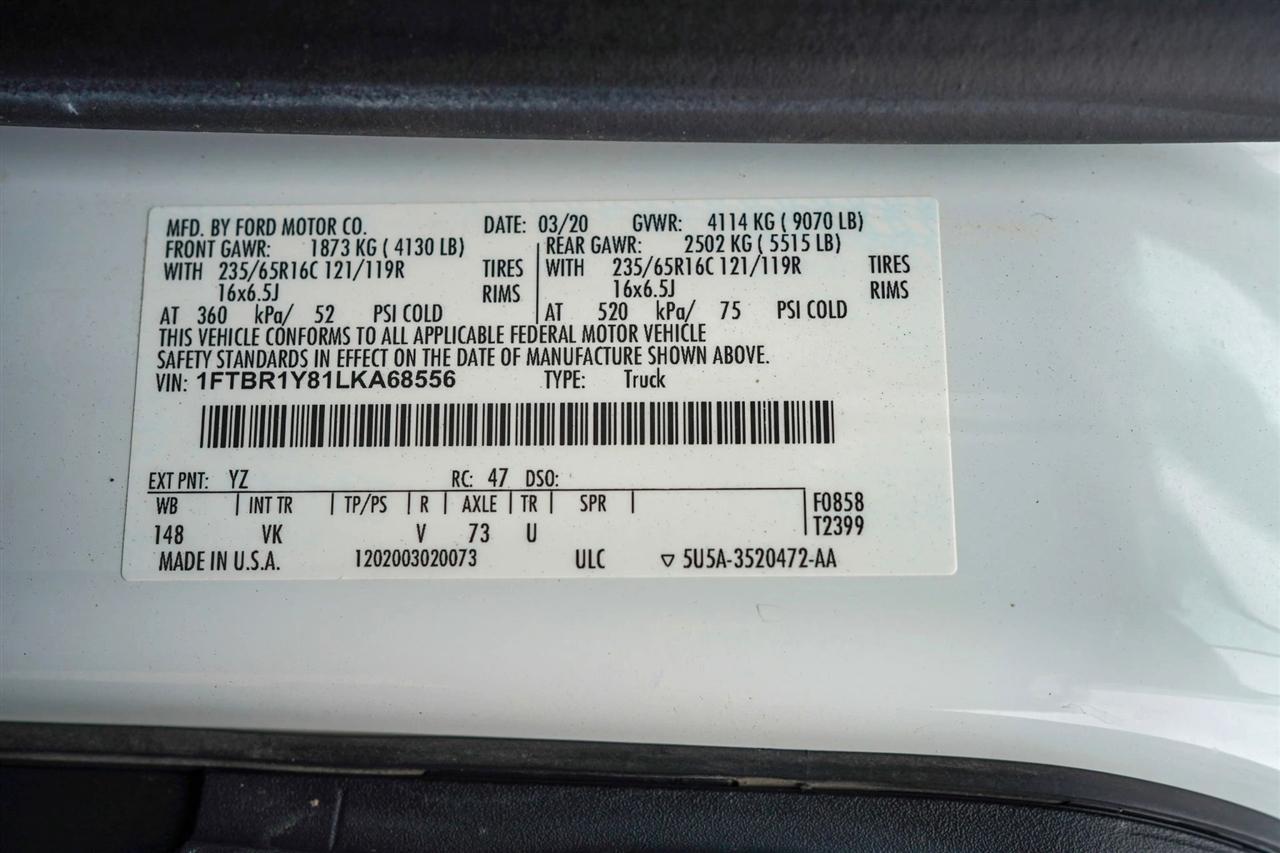 MFD. BY FORD MOTOR CO. DATE: 03/20 GVWR: 4114 KG ( 9070 LB)
FRONT GAWR: 1873 KG ( 4130 LB) REAR GAWR: 2502 KG ( 5515 LB)
WITH 235/65R16C 121/119R TIRES WITH 235/65R16C 121/119R TIRES
16x6.5J RIMS 16x6.5J RIMS
AT 360 kPa/ 52 PSI COLD AT 520 kPa/ 75 PSI COLD
THIS VEHICLE CONFORMS TO ALL APPLICABLE FEDERAL MOTOR VEHICLE
SAFETY STANDARDS IN EFFECT ON THE DATE OF MANUFACTURE SHOWN ABOVE.
VIN: 1FTBR1Y81LKA68556 TYPE: Truck
EXT PNT: YZ RC: 47 DSO:
WB INT TR TP/PS R AXLE TR SPR F0858
148 VK V 73 U T2399
MADE IN U.S.A. 1202003020073 ULC ▽ 5U5A-3520472-AA